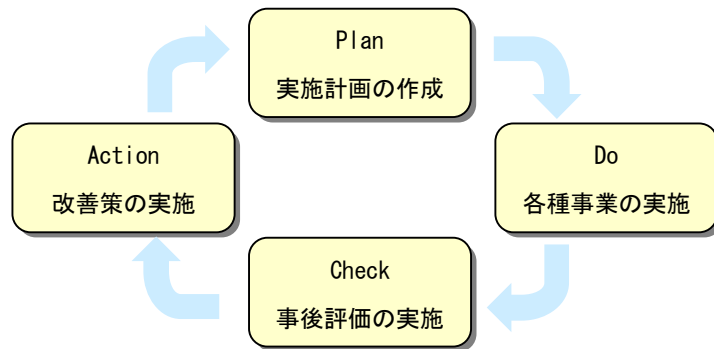 Plan
実施計画の作成
Action
改善策の実施
Do
各種事業の実施
Check
事後評価の実施